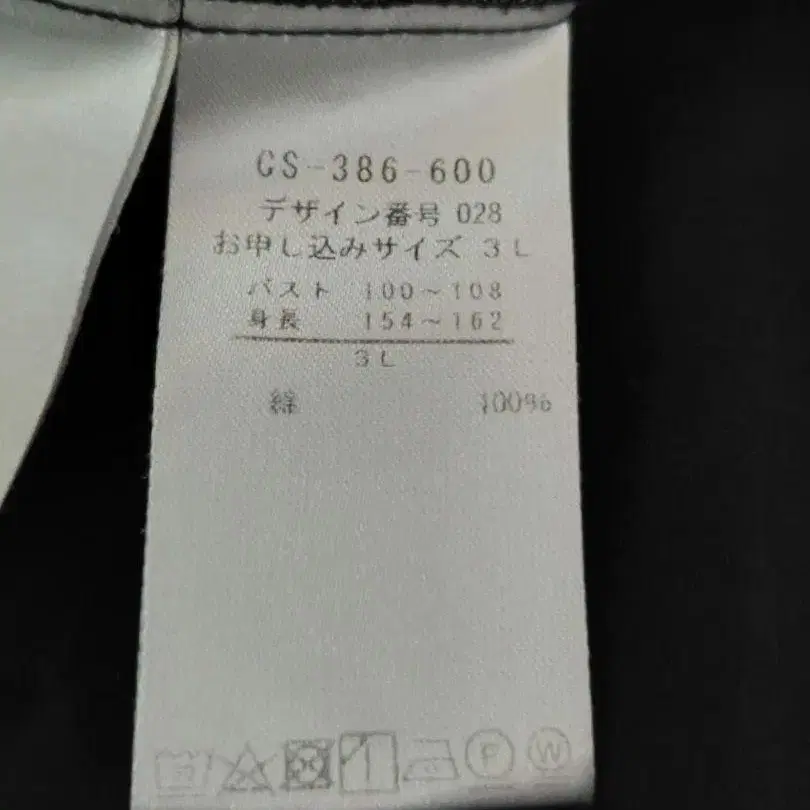 CS-386-600
デザイン番号 028
お申し込みサイズ 3L
バスト 100～108
身長 154～162
3L
綿 100%
P W